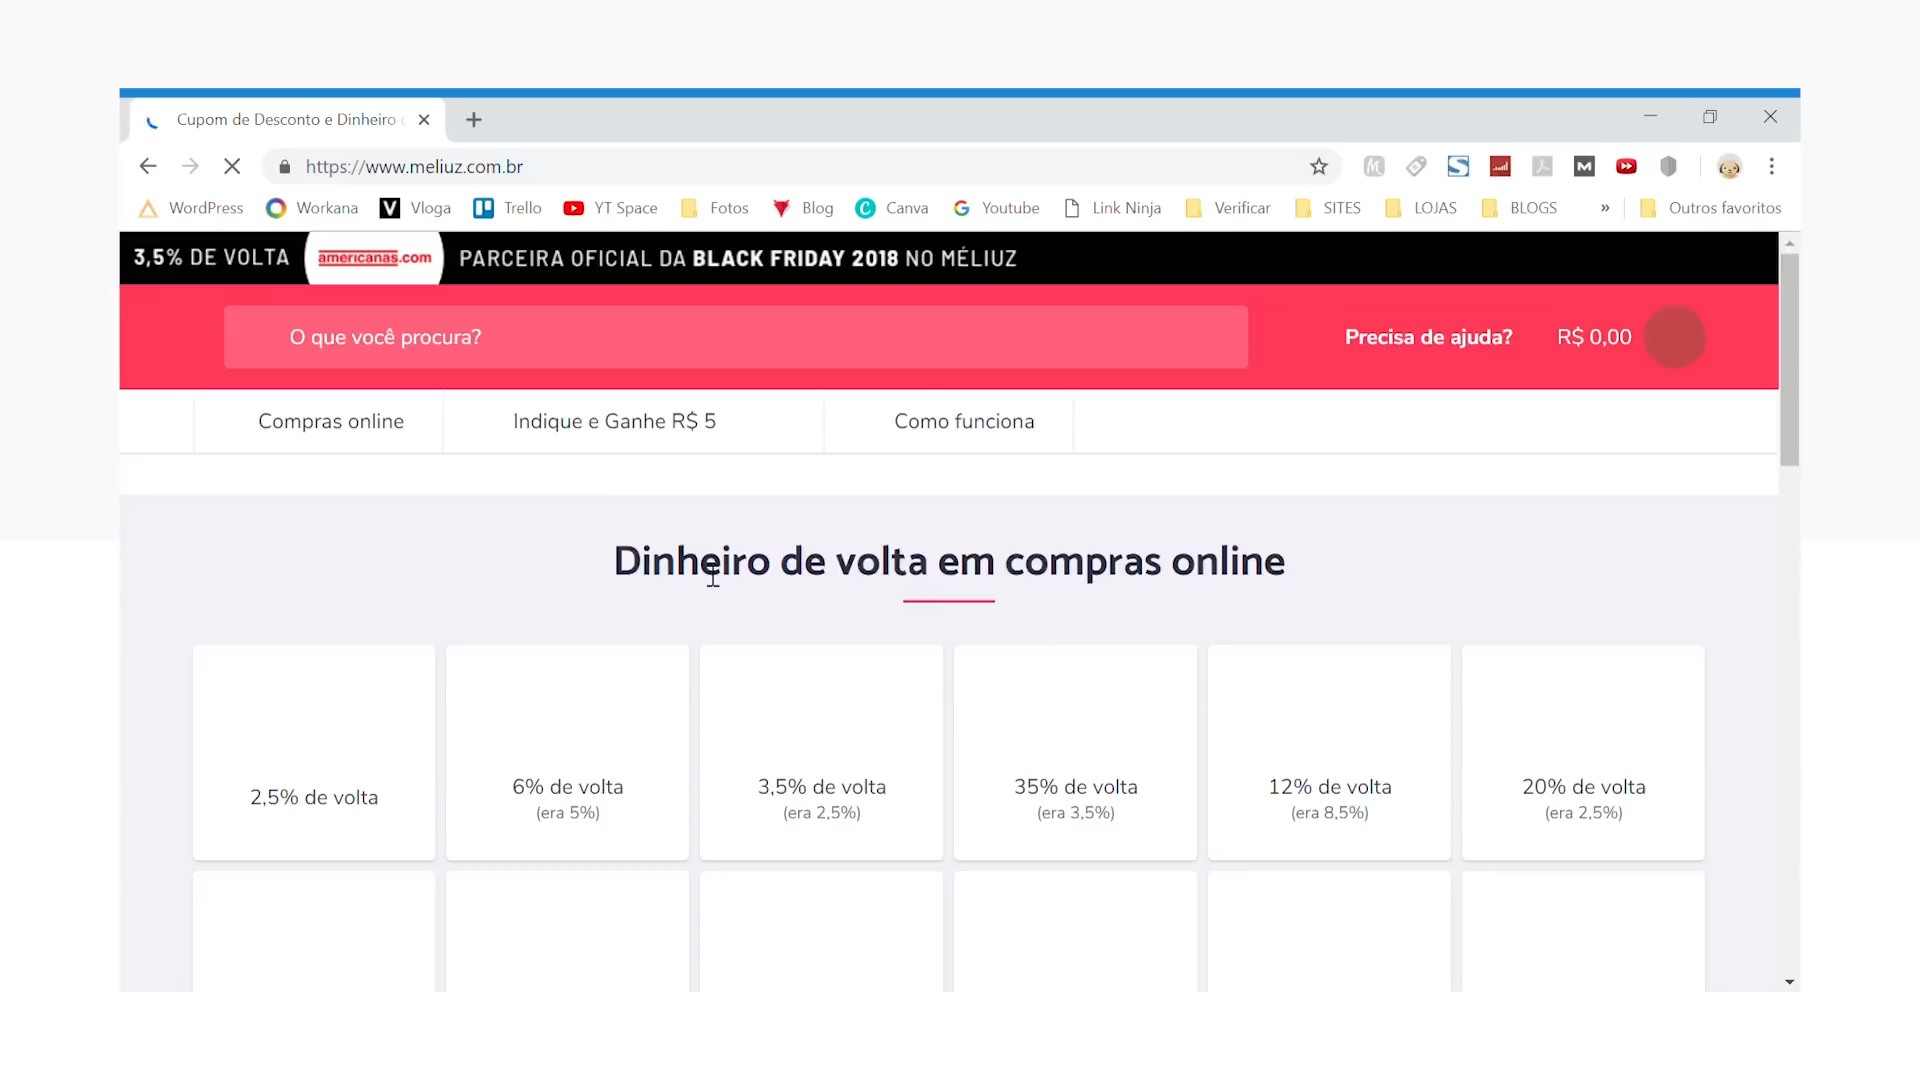 Cupom de Desconto e Dinheiro
https://www.meliuz.com.br
WordPress Workana Vloga Trello YT Space Fotos Blog Canva Youtube Link Ninja Verificar SITES LOJAS BLOGS » Outros favoritos
3,5% DE VOLTA americanas.com PARCEIRA OFICIAL DA BLACK FRIDAY 2018 NO MÉLIUZ
O que você procura? Precisa de ajuda? R$ 0,00
Compras online Indique e Ganhe R$ 5 Como funciona
Dinheiro de volta em compras online
2,5% de volta
6% de volta
(era 5%)
3,5% de volta
(era 2,5%)
35% de volta
(era 3,5%)
12% de volta
(era 8,5%)
20% de volta
(era 2,5%)